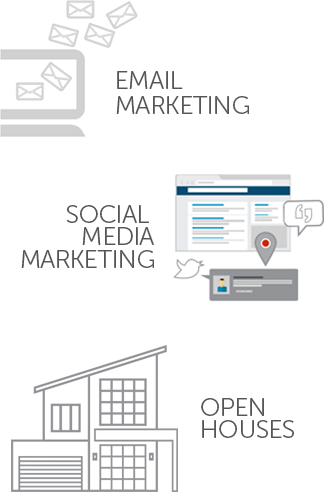 EMAIL
MARKETING
SOCIAL
MEDIA
MARKETING
OPEN
HOUSES